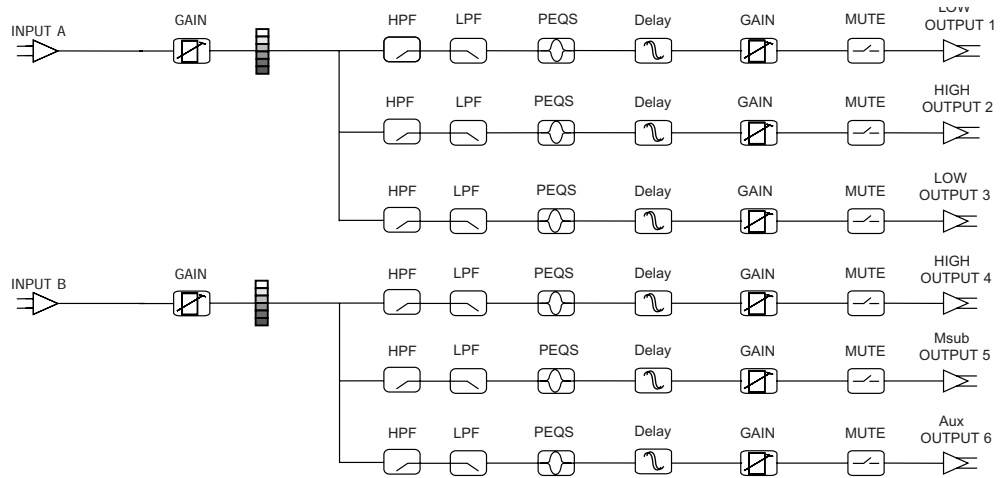 LOW
INPUT A GAIN HPF LPF PEQS Delay GAIN MUTE OUTPUT 1
HIGH
HPF LPF PEQS Delay GAIN MUTE OUTPUT 2
LOW
HPF LPF PEQS Delay GAIN MUTE OUTPUT 3
HIGH
INPUT B GAIN HPF LPF PEQS Delay GAIN MUTE OUTPUT 4
Msub
HPF LPF PEQS Delay GAIN MUTE OUTPUT 5
Aux
HPF LPF PEQS Delay GAIN MUTE OUTPUT 6